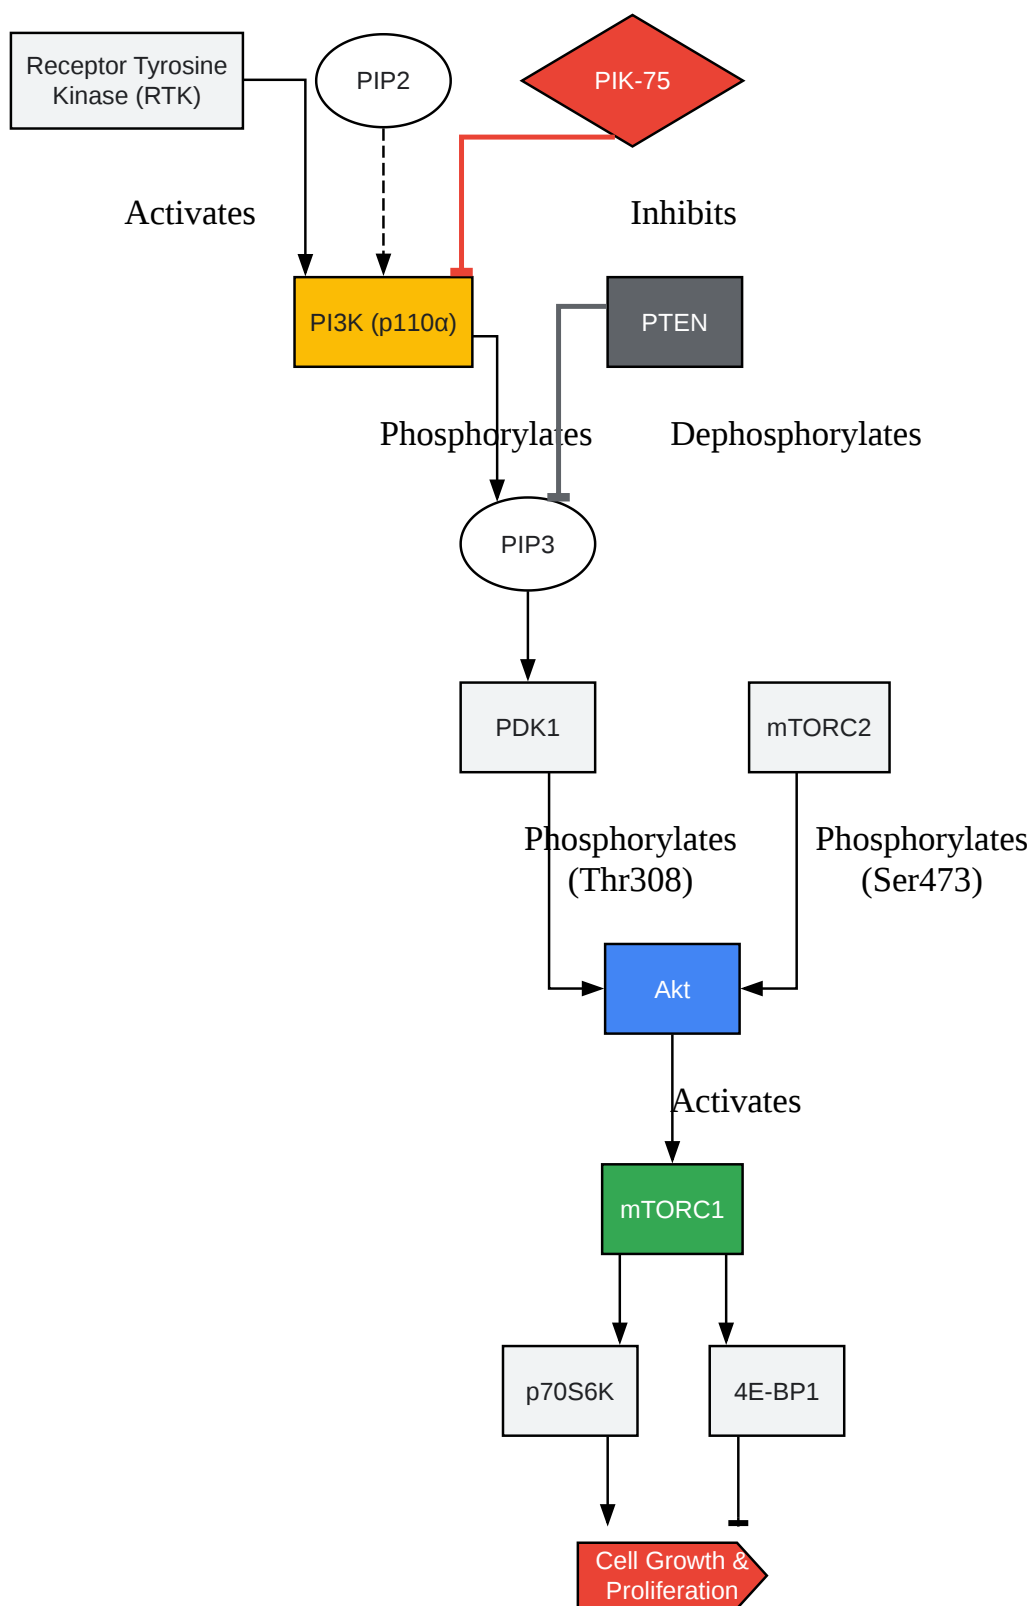 Receptor Tyrosine
Kinase (RTK)
PIP2
PIK-75
Activates
Inhibits
PI3K (p110α)
PTEN
Phosphorylates
Dephosphorylates
PIP3
PDK1
mTORC2
Phosphorylates
(Thr308)
Phosphorylates
(Ser473)
Akt
Activates
mTORC1
p70S6K
4E-BP1
Cell Growth &
Proliferation